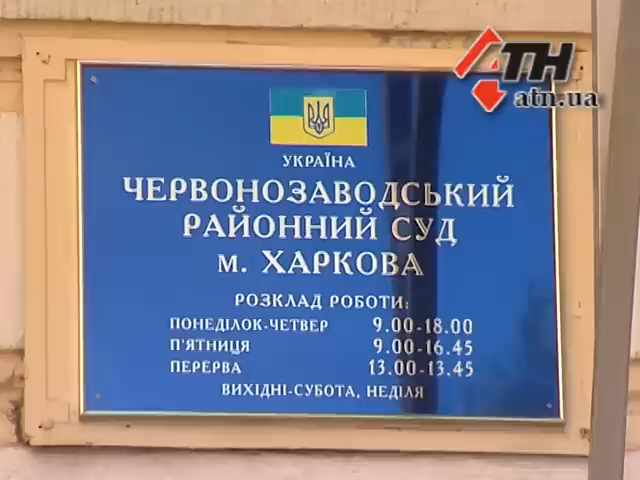 АТН
atn.ua
УКРАЇНА
ЧЕРВОНОЗАВОДСЬКИЙ
РАЙОННИЙ СУД
м. ХАРКОВА
РОЗКЛАД РОБОТИ:
ПОНЕДІЛОК-ЧЕТВЕР 9.00-18.00
П'ЯТНИЦЯ 9.00-16.45
ПЕРЕРВА 13.00-13.45
ВИХІДНІ-СУБОТА, НЕДІЛЯ